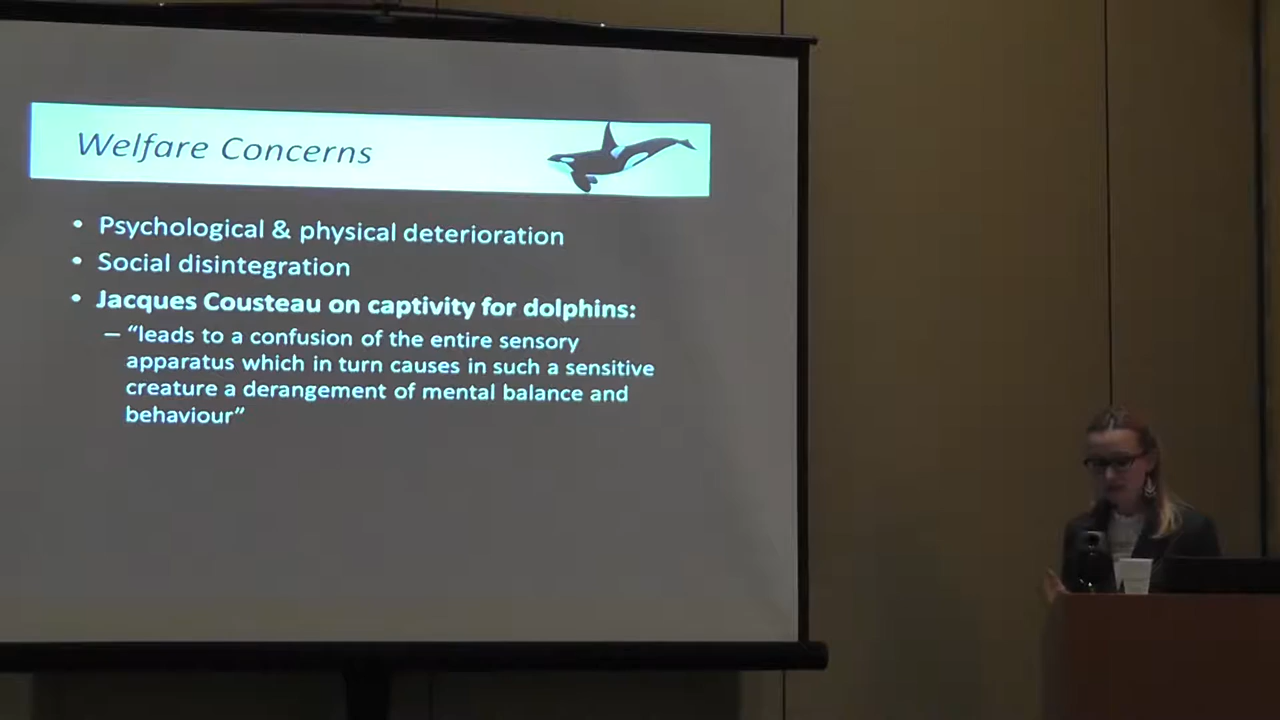 Welfare Concerns
• Psychological & physical deterioration
• Social disintegration
• Jacques Cousteau on captivity for dolphins:
– “leads to a confusion of the entire sensory
apparatus which in turn causes in such a sensitive
creature a derangement of mental balance and
behaviour”